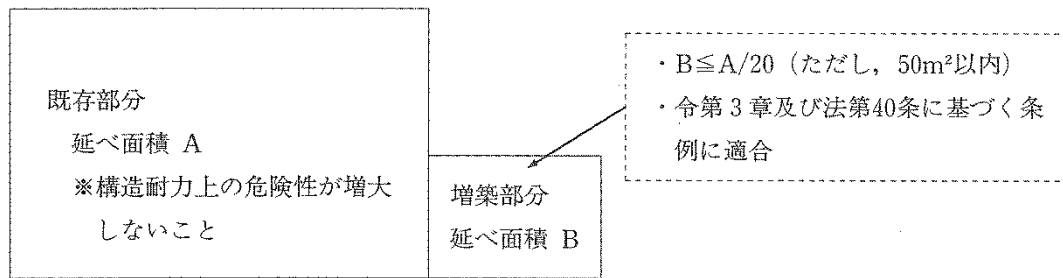 既存部分
延べ面積 A
※構造耐力上の危険性が増大
しないこと
増築部分
延べ面積 B
・B≦A/20（ただし，50m²以内）
・令第3章及び法第40条に基づく条
例に適合